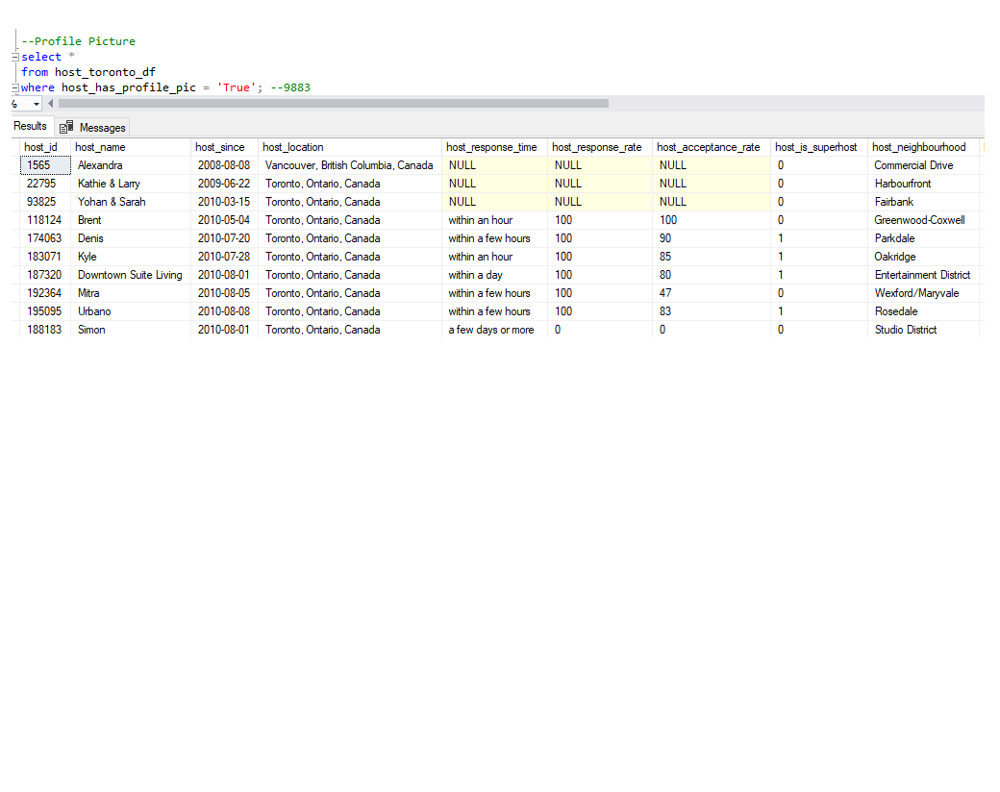 --Profile Picture
select *
from host_toronto_df
where host_has_profile_pic = 'True'; --9883
%
Results Messages
host_id host_name host_since host_location host_response_time host_response_rate host_acceptance_rate host_is_superhost host_neighbourhood
1565 Alexandra 2008-08-08 Vancouver, British Columbia, Canada NULL NULL NULL 0 Commercial Drive
22795 Kathie & Larry 2009-06-22 Toronto, Ontario, Canada NULL NULL NULL 0 Harbourfront
93825 Yohan & Sarah 2010-03-15 Toronto, Ontario, Canada NULL NULL NULL 0 Fairbank
118124 Brent 2010-05-04 Toronto, Ontario, Canada within an hour 100 100 0 Greenwood-Coxwell
174063 Denis 2010-07-20 Toronto, Ontario, Canada within a few hours 100 90 1 Parkdale
183071 Kyle 2010-07-28 Toronto, Ontario, Canada within an hour 100 85 1 Oakridge
187320 Downtown Suite Living 2010-08-01 Toronto, Ontario, Canada within a day 100 80 1 Entertainment District
192364 Mitra 2010-08-05 Toronto, Ontario, Canada within a few hours 100 47 0 Wexford/Maryvale
195095 Urbano 2010-08-08 Toronto, Ontario, Canada within a few hours 100 83 1 Rosedale
188183 Simon 2010-08-01 Toronto, Ontario, Canada a few days or more 0 0 0 Studio District